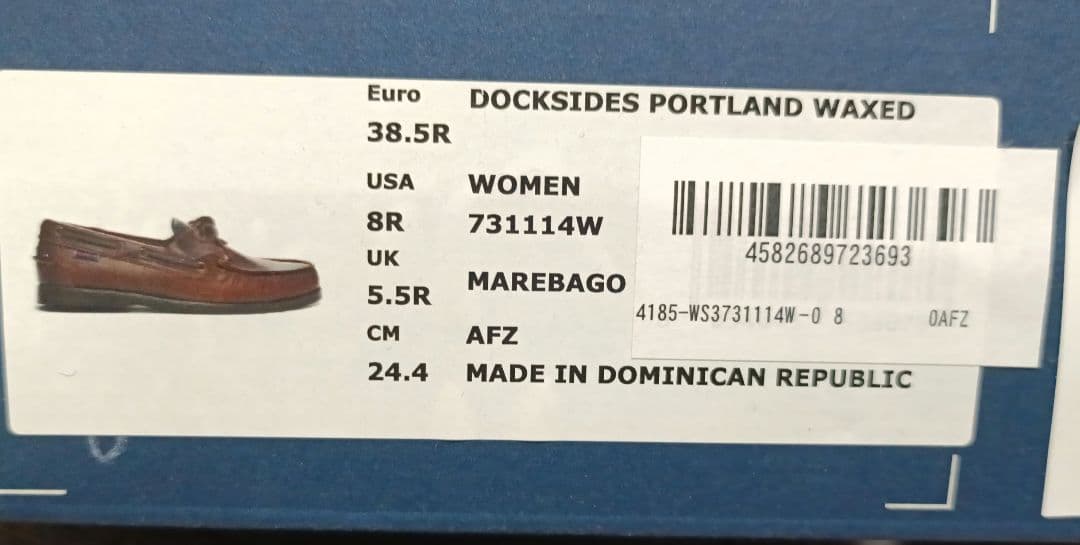 Euro
38.5R
USA
8R
UK
5.5R
CM
24.4
DOCKSIDES PORTLAND WAXED
WOMEN
731114W
MAREBAGO
AFZ
MADE IN DOMINICAN REPUBLIC
4582689723693
4185-WS3731114W-0 8 0AFZ